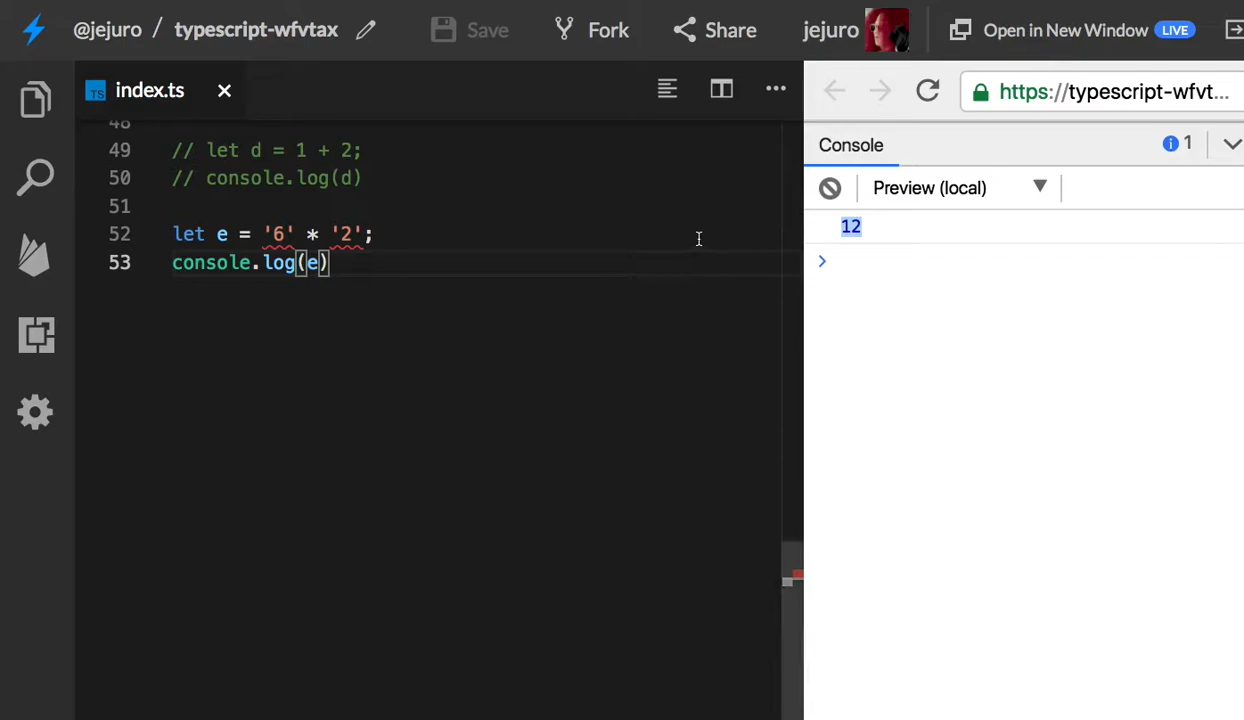 @jejuro / typescript-wfvtax Save Fork Share jejuro Open in New Window LIVE
TS index.ts
https://typescript-wfvt...
Console 1
Preview (local)
48
49 // let d = 1 + 2;
50 // console.log(d)
51
52 let e = '6' * '2';
53 console.log(e)
12
>